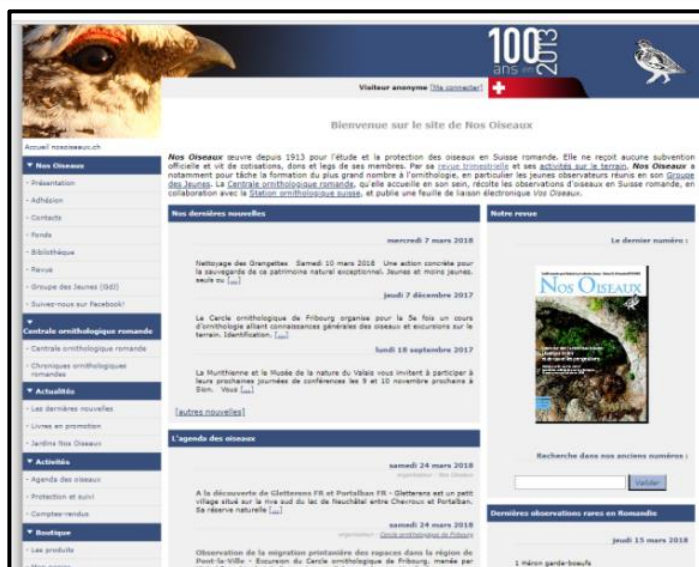 100
ans en
2013
Visiteur anonyme [Me connecter]
Bienvenue sur le site de Nos Oiseaux
Accueil nosoiseaux.ch
Nos Oiseaux
- Présentation
- Adhésion
- Contacts
- Fonds
- Bibliothèque
- Revue
- Groupe des Jeunes (GdJ)
- Suivez-nous sur Facebook!
Centrale ornithologique romande
- Centrale ornithologique romande
- Chroniques ornithologiques
romandes
Actualités
- Les dernières nouvelles
- Livres en promotion
- Jardins Nos Oiseaux
Activités
- Agenda des oiseaux
- Protection et suivi
- Comptes-rendus
Boutique
- Les produits
Nos Oiseaux œuvre depuis 1913 pour l'étude et la protection des oiseaux en Suisse romande. Elle ne reçoit aucune subvention
officielle et vit de cotisations, dons et legs de ses membres. Par sa revue trimestrielle et ses activités sur le terrain, Nos Oiseaux a
notamment pour tâche la formation du plus grand nombre à l'ornithologie, en particulier les jeunes observateurs réunis en son Groupe
des Jeunes. La Centrale ornithologique romande, qu'elle accueille en son sein, récolte les observations d'oiseaux en Suisse romande, en
collaboration avec la Station ornithologique suisse, et publie une feuille de liaison électronique Vos Oiseaux.
Nos dernières nouvelles
mercredi 7 mars 2018
Nettoyage des Grangettes Samedi 10 mars 2018 Une action concrète pour
la sauvegarde de ce patrimoine naturel exceptionnel. Jeunes et moins jeunes,
seuls ou [...]
jeudi 7 décembre 2017
Le Cercle ornithologique de Fribourg organise pour la 5e fois un cours
d'ornithologie alliant connaissances générales des oiseaux et excursions sur le
terrain. Identification, [...]
lundi 18 septembre 2017
La Murithienne et le Musée de la nature du Valais vous invitent à participer à
leurs prochaines journées de conférences les 9 et 10 novembre prochains à
Sion. Vous [...]
[autres nouvelles]
L'agenda des oiseaux
samedi 24 mars 2018
organisateur : Nos Oiseaux
A la découverte de Gletterens FR et Portalban FR - Gletterens est un petit
village situé sur la rive sud du lac de Neuchâtel entre Chevroux et Portalban.
Sa réserve naturelle [...]
samedi 24 mars 2018
organisateur : Cercle ornithologique de Fribourg
Observation de la migration printanière des rapaces dans la région de
Pont-la-Ville - Excursion du Cercle ornithologique de Fribourg, menée par
Notre revue
Le dernier numéro :
NOS OISEAUX
Recherche dans nos anciens numéros :
Valider
Dernières observations rares en Romandie
jeudi 15 mars 2018
1 Héron garde-boeufs